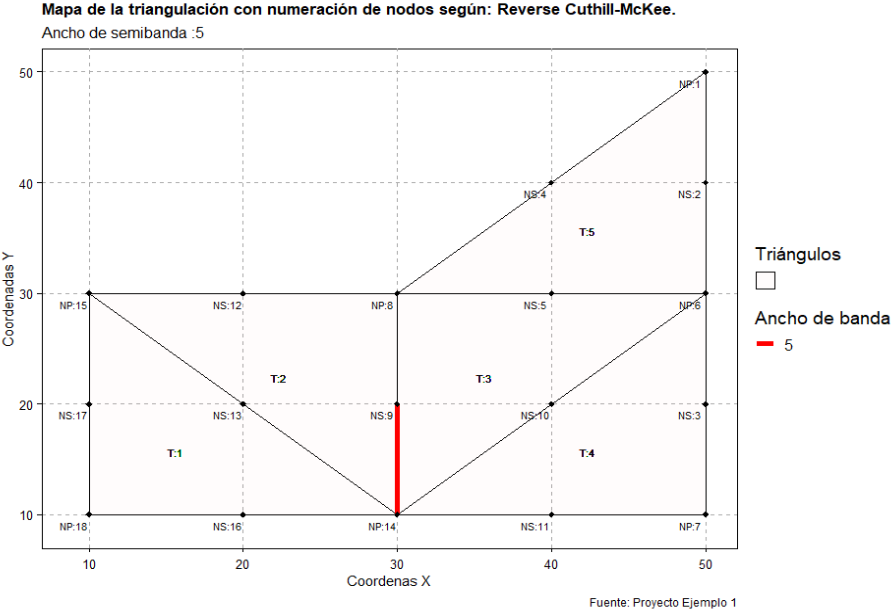 Mapa de la triangulación con numeración de nodos según: Reverse Cuthill-McKee.
Ancho de semibanda :5
50
40
30
20
10
Coordenadas Y
NP:1
NS:4
NS:2
T:5
NP:15
NS:12
NP:8
NS:5
NP:6
T:2
T:3
NS:17
NS:13
NS:9
NS:10
NS:3
T:1
T:4
NP:18
NS:16
NP:14
NS:11
NP:7
10
20
30
40
50
Coordenas X
Triángulos
Ancho de banda
5
Fuente: Proyecto Ejemplo 1